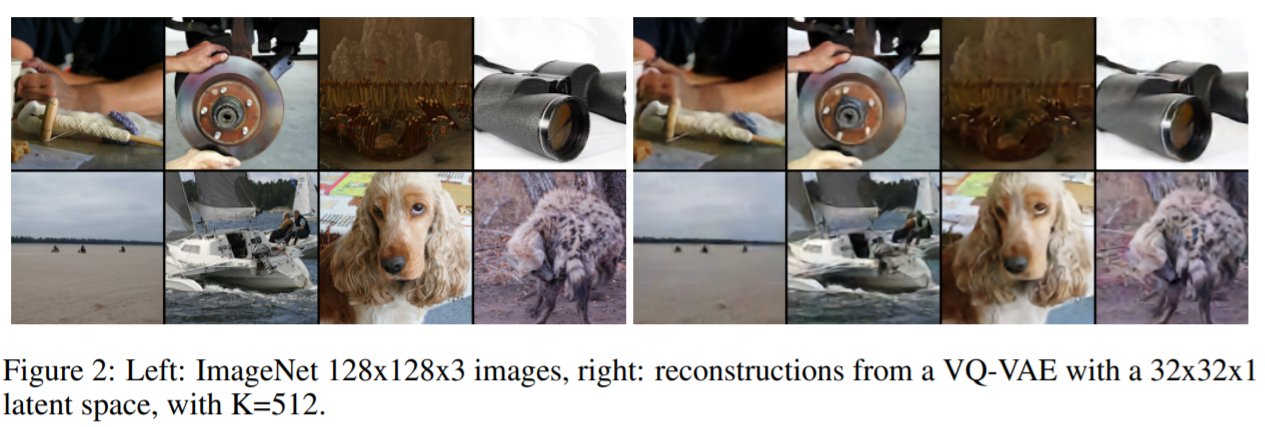 Figure 2: Left: ImageNet 128x128x3 images, right: reconstructions from a VQ-VAE with a 32x32x1
latent space, with K=512.